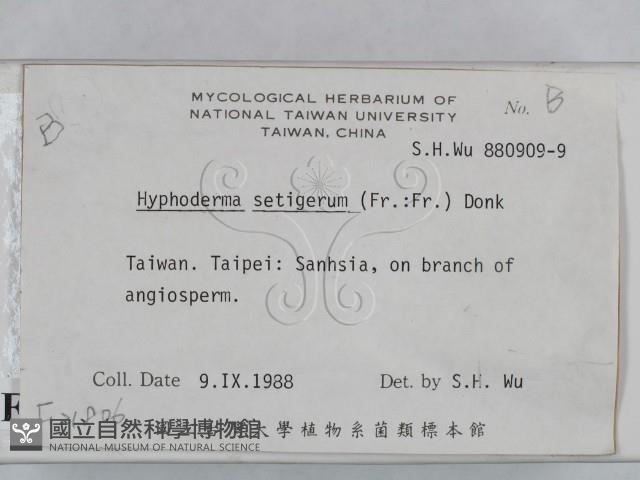 MYCOLOGICAL HERBARIUM OF
NATIONAL TAIWAN UNIVERSITY
TAIWAN, CHINA
No. B
B
S.H.Wu 880909-9
Hyphoderma setigerum (Fr.:Fr.) Donk
Taiwan. Taipei: Sanhsia, on branch of
angiosperm.
Coll. Date 9.IX.1988
Det. by S.H. Wu
大學植物系菌類標本館
國立自然科學博物館
NATIONAL MUSEUM OF NATURAL SCIENCE